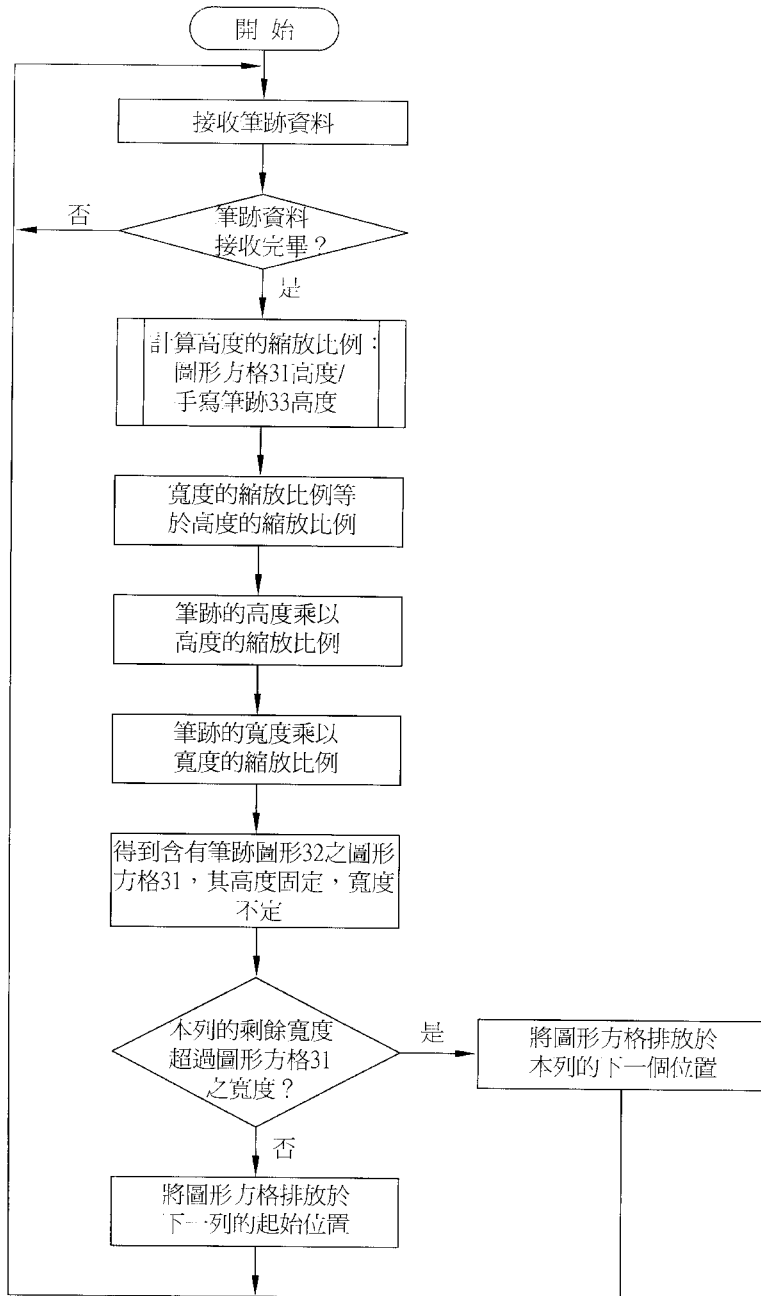 開 始
接收筆跡資料
筆跡資料
接收完畢？
否
是
計算高度的縮放比例：
圖形方格31高度/
手寫筆跡33高度
寬度的縮放比例等
於高度的縮放比例
筆跡的高度乘以
高度的縮放比例
筆跡的寬度乘以
寬度的縮放比例
得到含有筆跡圖形32之圖形
方格31，其高度固定，寬度
不定
本列的剩餘寬度
超過圖形方格31
之寬度？
是
將圖形方格排放於
本列的下一個位置
否
將圖形方格排放於
下一列的起始位置